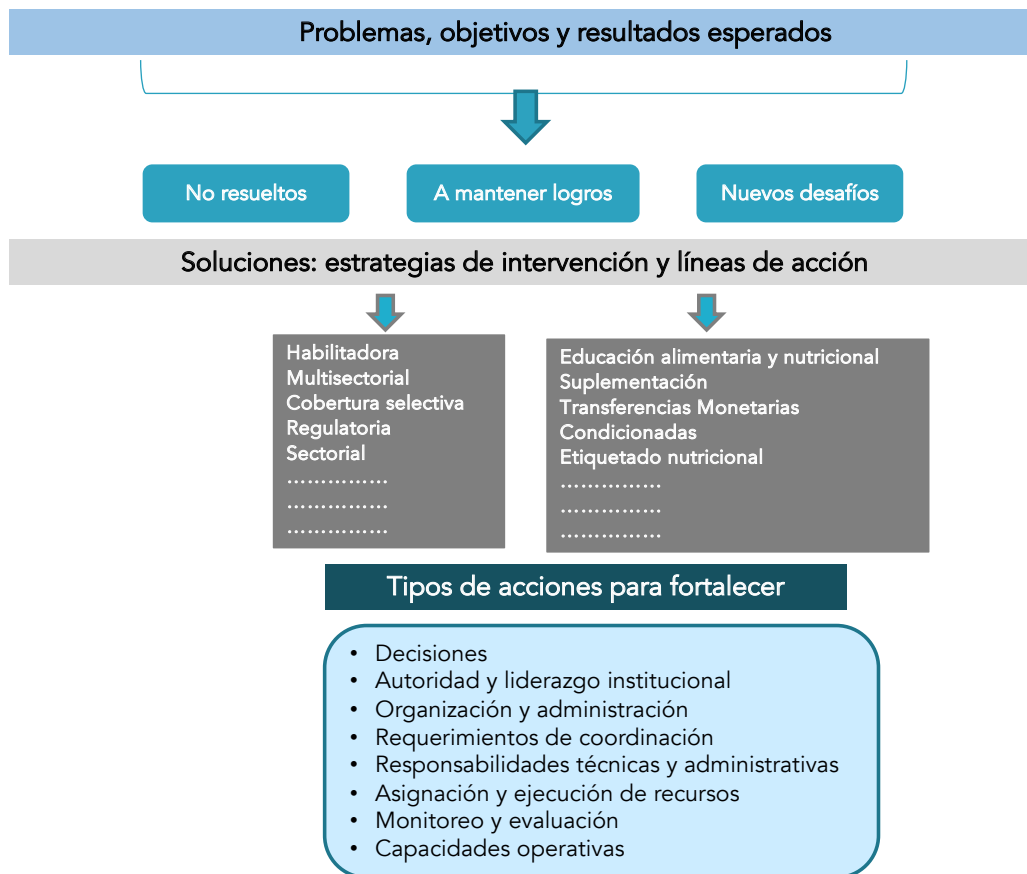 Problemas, objetivos y resultados esperados
No resueltos
A mantener logros
Nuevos desafíos
Soluciones: estrategias de intervención y líneas de acción
Habilitadora
Multisectorial
Cobertura selectiva
Regulatoria
Sectorial
……………
……………
……………
Educación alimentaria y nutricional
Suplementación
Transferencias Monetarias
Condicionadas
Etiquetado nutricional
……………
……………
……………
Tipos de acciones para fortalecer
• Decisiones
• Autoridad y liderazgo institucional
• Organización y administración
• Requerimientos de coordinación
• Responsabilidades técnicas y administrativas
• Asignación y ejecución de recursos
• Monitoreo y evaluación
• Capacidades operativas